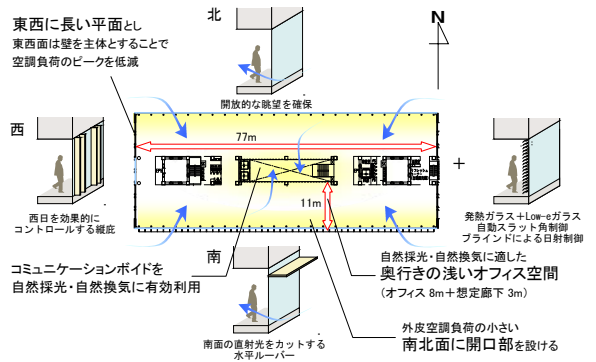 東西に長い平面とし
東西面は壁を主体とすることで
空調負荷のピークを低減
北
N
開放的な眺望を確保
西
77m
+
11m
西日を効果的に
コントロールする縦庇
発熱ガラス+Low-eガラス
自動スラット角制御
ブラインドによる日射制御
南
コミュニケーションボイドを
自然採光・自然換気に有効利用
自然採光・自然換気に適した
奥行きの浅いオフィス空間
(オフィス 8m+想定廊下 3m)
南面の直射光をカットする
水平ルーバー
外皮空調負荷の小さい
南北面に開口部を設ける